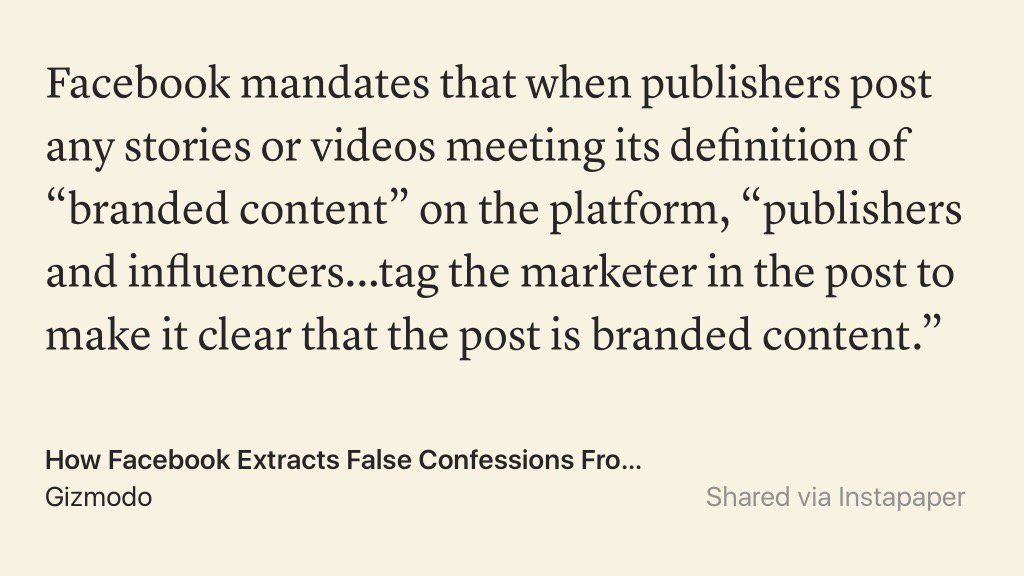 Facebook mandates that when publishers post
any stories or videos meeting its definition of
“branded content” on the platform, “publishers
and influencers...tag the marketer in the post to
make it clear that the post is branded content.”
How Facebook Extracts False Confessions Fro...
Gizmodo
Shared via Instapaper